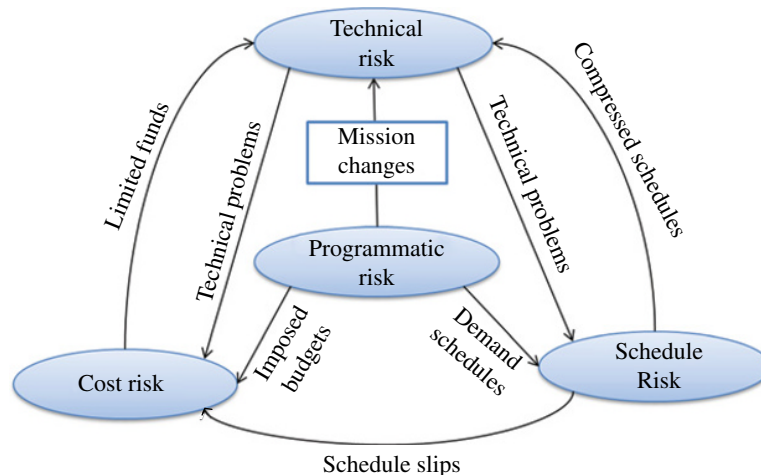 Technical
risk
Limited funds
Technical problems
Mission
changes
Technical problems
Compressed schedules
Programmatic
risk
Imposed
budgets
Demand
schedules
Cost risk
Schedule
Risk
Schedule slips